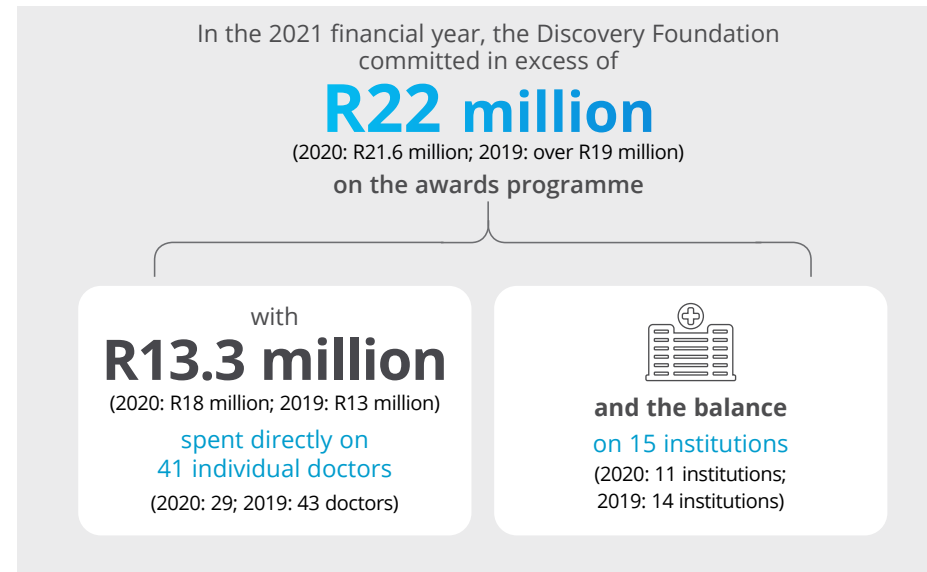 In the 2021 financial year, the Discovery Foundation
committed in excess of
R22 million
(2020: R21.6 million; 2019: over R19 million)
on the awards programme
with
R13.3 million
(2020: R18 million; 2019: R13 million)
spent directly on
41 individual doctors
(2020: 29; 2019: 43 doctors)
and the balance
on 15 institutions
(2020: 11 institutions;
2019: 14 institutions)